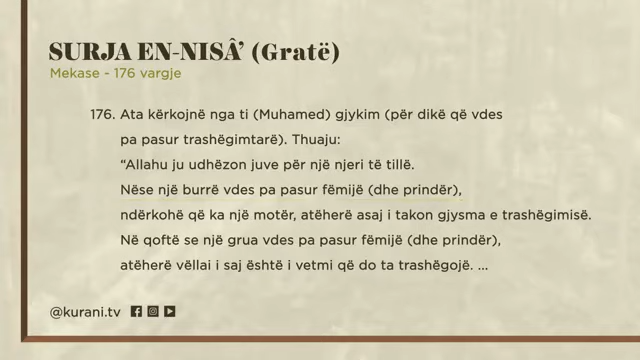 SURJA EN-NISÂ’ (Gratë)
Mekase - 176 vargje
176. Ata kërkojnë nga ti (Muhamed) gjykim (për dikë që vdes
pa pasur trashëgimtarë). Thuaju:
“Allahu ju udhëzon juve për një njeri të tillë.
Nëse një burrë vdes pa pasur fëmijë (dhe prindër),
ndërkohë që ka një motër, atëherë asaj i takon gjysma e trashëgimisë.
Në qoftë se një grua vdes pa pasur fëmijë (dhe prindër),
atëherë vëllai i saj është i vetmi që do ta trashëgojë. ...
@kurani.tv